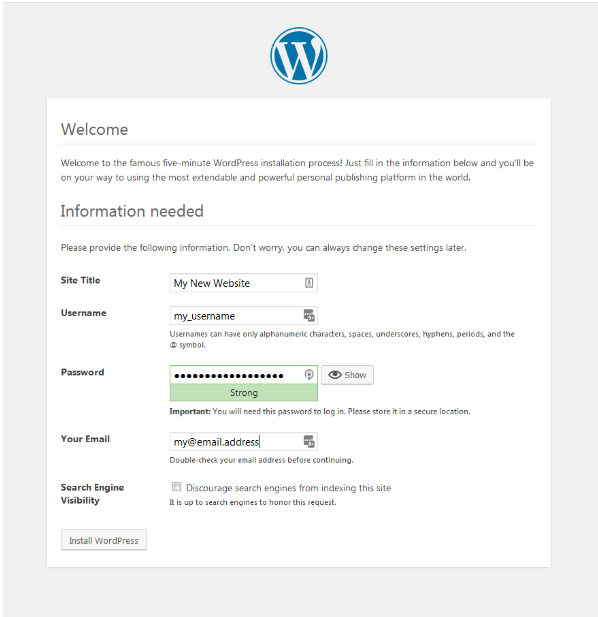 Welcome
Welcome to the famous five-minute WordPress installation process! Just fill in the information below and you'll be
on your way to using the most extendable and powerful personal publishing platform in the world.
Information needed
Please provide the following information. Don't worry, you can always change these settings later.
Site Title
My New Website
Username
my_username
Usernames can have only alphanumeric characters, spaces, underscores, hyphens, periods, and the
@ symbol.
Password
Show
Strong
Important: You will need this password to log in. Please store it in a secure location.
Your Email
my@email.address
Double-check your email address before continuing.
Search Engine
Visibility
Discourage search engines from indexing this site
It is up to search engines to honor this request.
Install WordPress